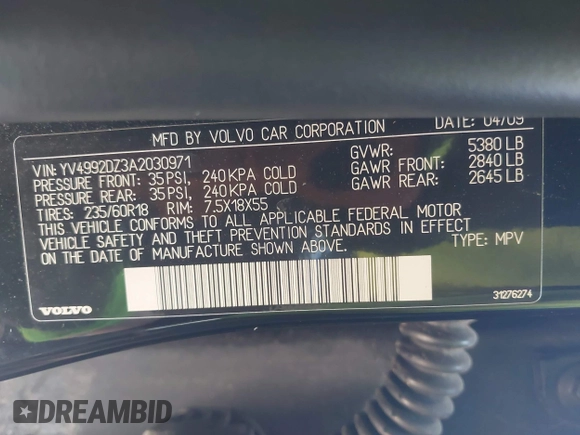 MFD BY VOLVO CAR CORPORATION DATE: 04/09
VIN: YV4992DZ3A2030971 GVWR: 5380 LB
PRESSURE FRONT: 35 PSI, 240 KPA COLD GAWR FRONT: 2840 LB
PRESSURE REAR: 35 PSI, 240 KPA COLD GAWR REAR: 2645 LB
TIRES: 235/60R18 RIM: 7.5X18X55
THIS VEHICLE CONFORMS TO ALL APPLICABLE FEDERAL MOTOR
VEHICLE SAFETY AND THEFT PREVENTION STANDARDS IN EFFECT
ON THE DATE OF MANUFACTURE SHOWN ABOVE. TYPE: MPV
VOLVO 31276274
DREAMBID